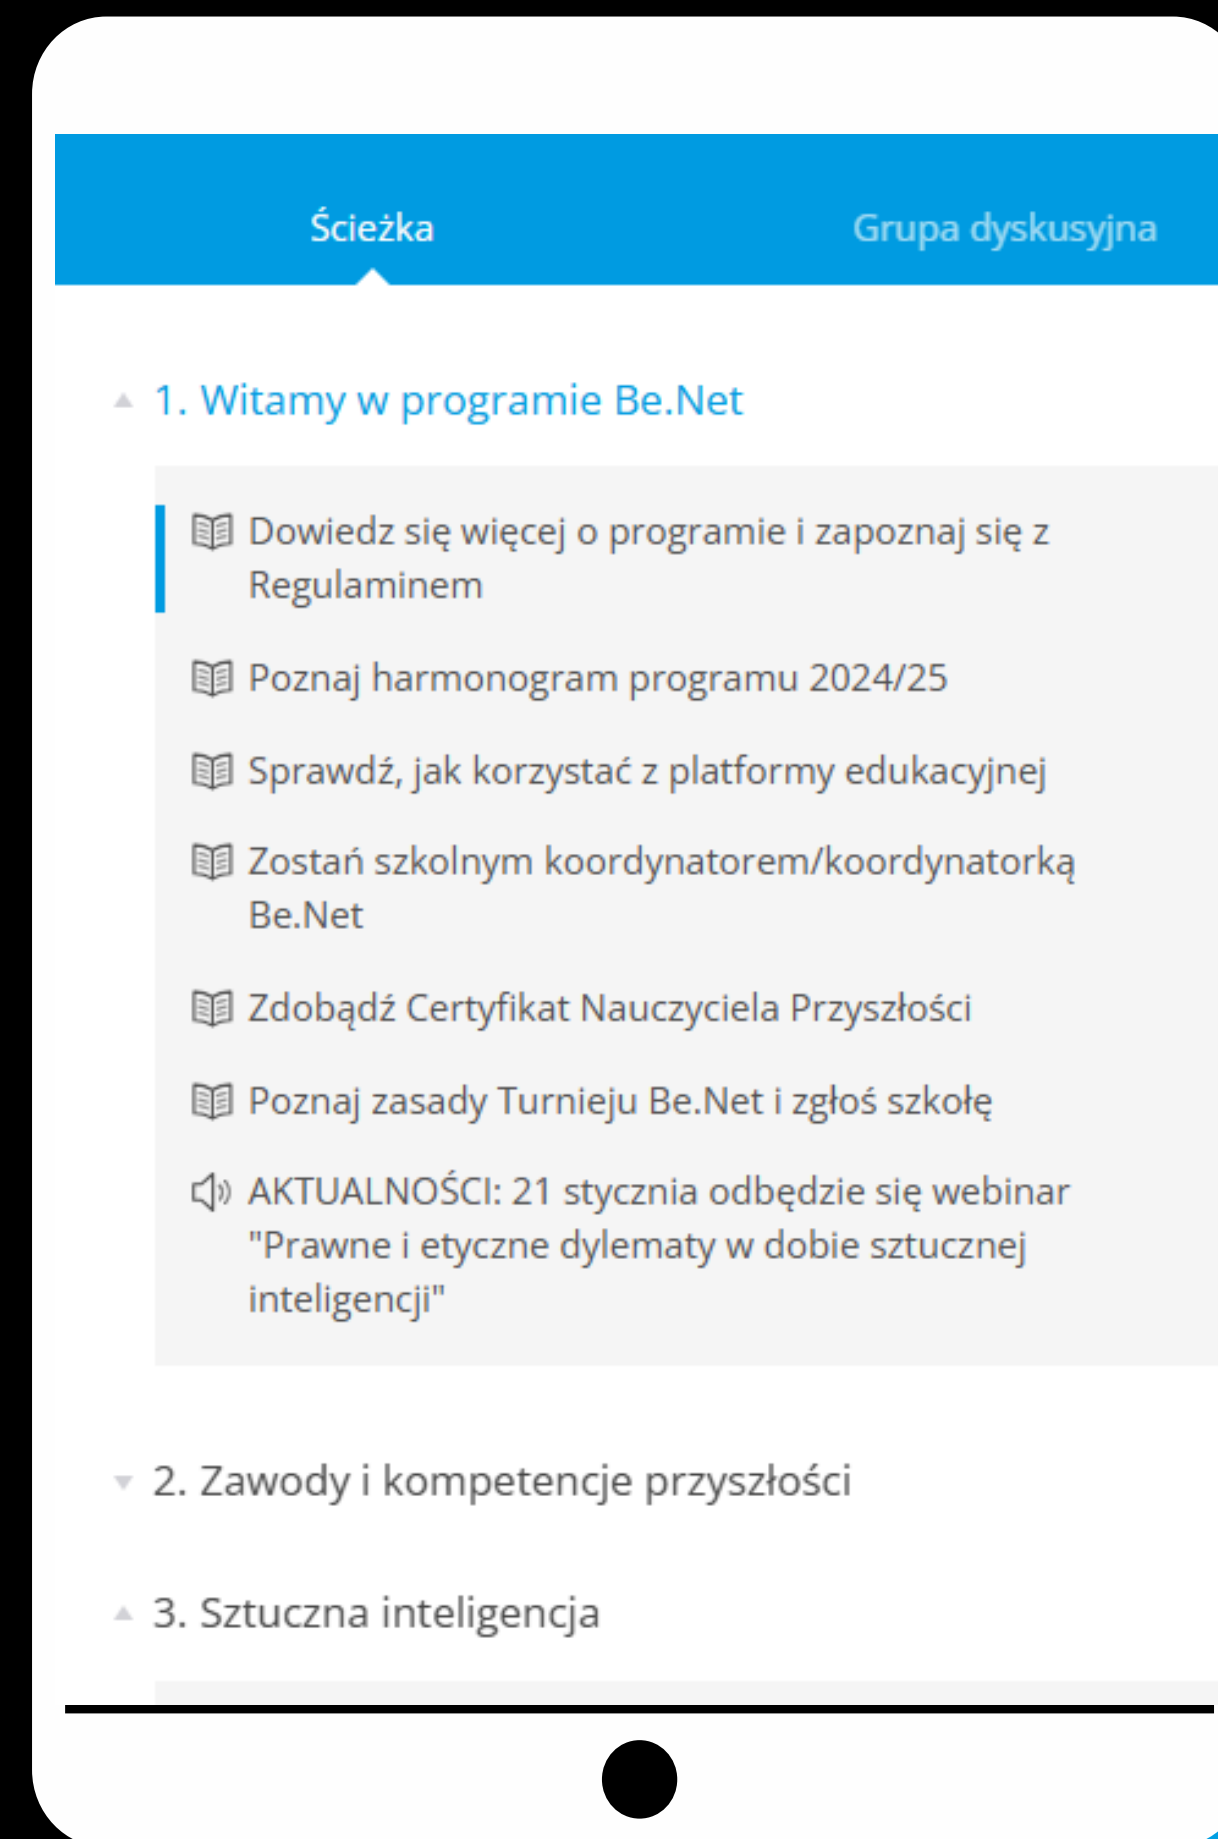 Ścieżka
Grupa dyskusyjna
1. Witamy w programie Be.Net
Dowiedz się więcej o programie i zapoznaj się z
Regulaminem
Poznaj harmonogram programu 2024/25
Sprawdź, jak korzystać z platformy edukacyjnej
Zostań szkolnym koordynatorem/koordynatorką
Be.Net
Zdobądź Certyfikat Nauczyciela Przyszłości
Poznaj zasady Turnieju Be.Net i zgłoś szkołę
AKTUALNOŚCI: 21 stycznia odbędzie się webinar
"Prawne i etyczne dylematy w dobie sztucznej
inteligencji"
2. Zawody i kompetencje przyszłości
3. Sztuczna inteligencja